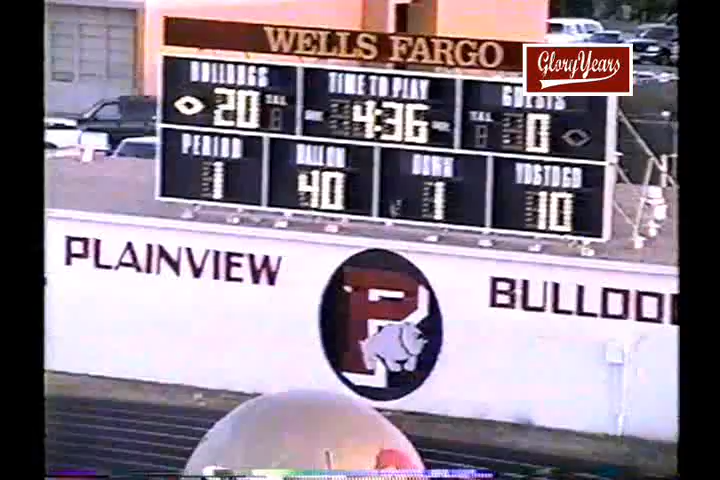 WELLS FARGO
GloryYears
BULLDOGS TIME TO PLAY GUESTS
20 4:36 0
PERIOD BALL ON DOWN YDS TO GO
1 40 1 10
PLAINVIEW
P
BULLDO